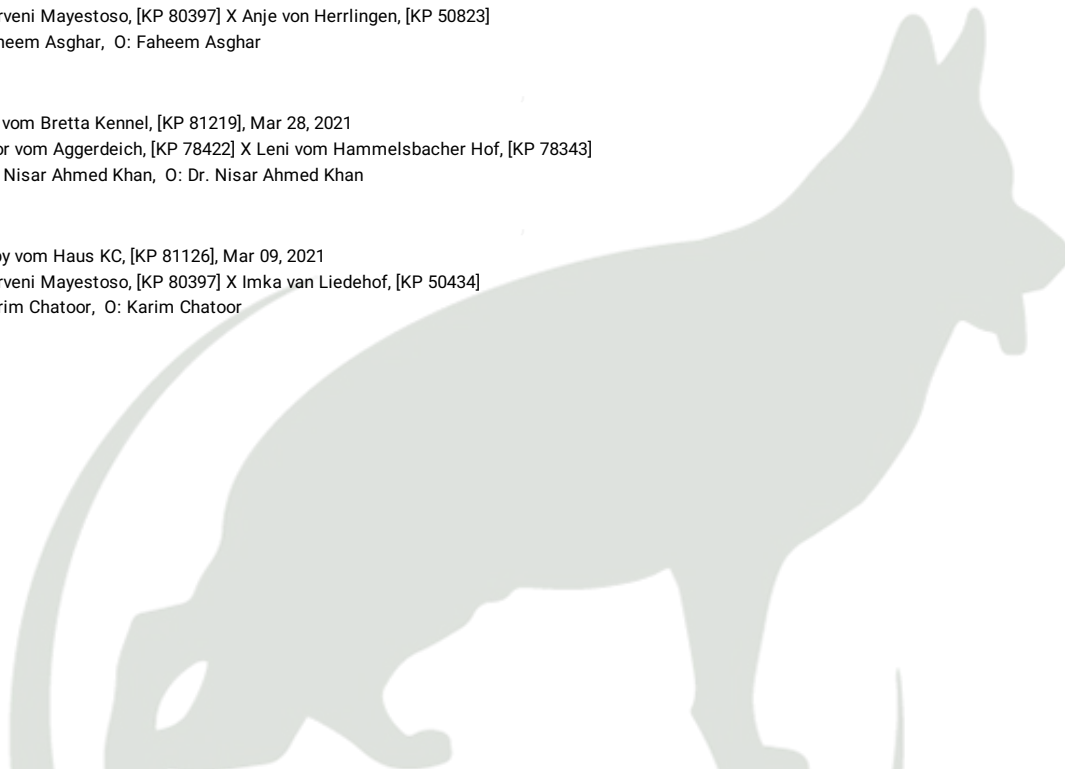 rveni Mayestoso, [KP 80397] X Anje von Herrlingen, [KP 50823]
heem Asghar, O: Faheem Asghar
vom Bretta Kennel, [KP 81219], Mar 28, 2021
or vom Aggerdeich, [KP 78422] X Leni vom Hammelsbacher Hof, [KP 78343]
Nisar Ahmed Khan, O: Dr. Nisar Ahmed Khan
by vom Haus KC, [KP 81126], Mar 09, 2021
rveni Mayestoso, [KP 80397] X Imka van Liedehof, [KP 50434]
rim Chatoor, O: Karim Chatoor